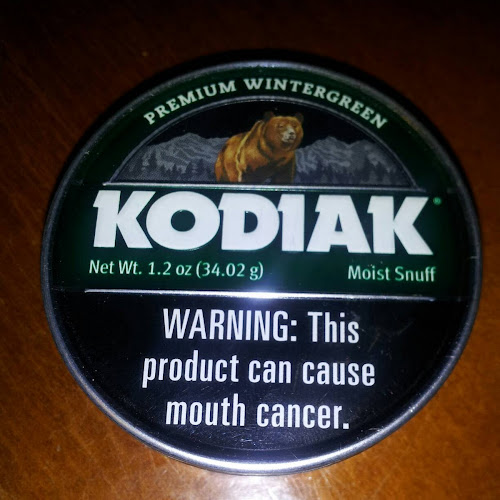 PREMIUM WINTERGREEN
KODIAK®
Net Wt. 1.2 oz (34.02 g) Moist Snuff
WARNING: This
product can cause
mouth cancer.